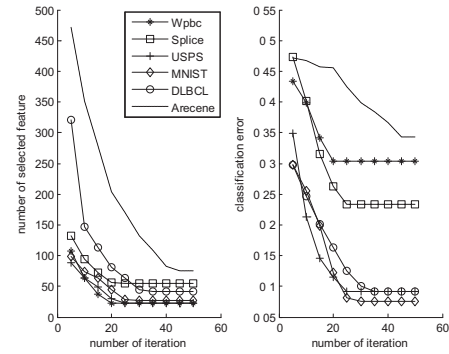 500
450
400
350
300
250
200
150
100
50
0
0 20 40 60
number of iteration
number of selected feature
Wpbc
Splice
USPS
MNIST
DLBCL
Arecene
0 55
0 5
0 45
0 4
0 35
0 3
0 25
0 2
0 15
0 1
0 05
0 20 40 60
number of iteration
classification error